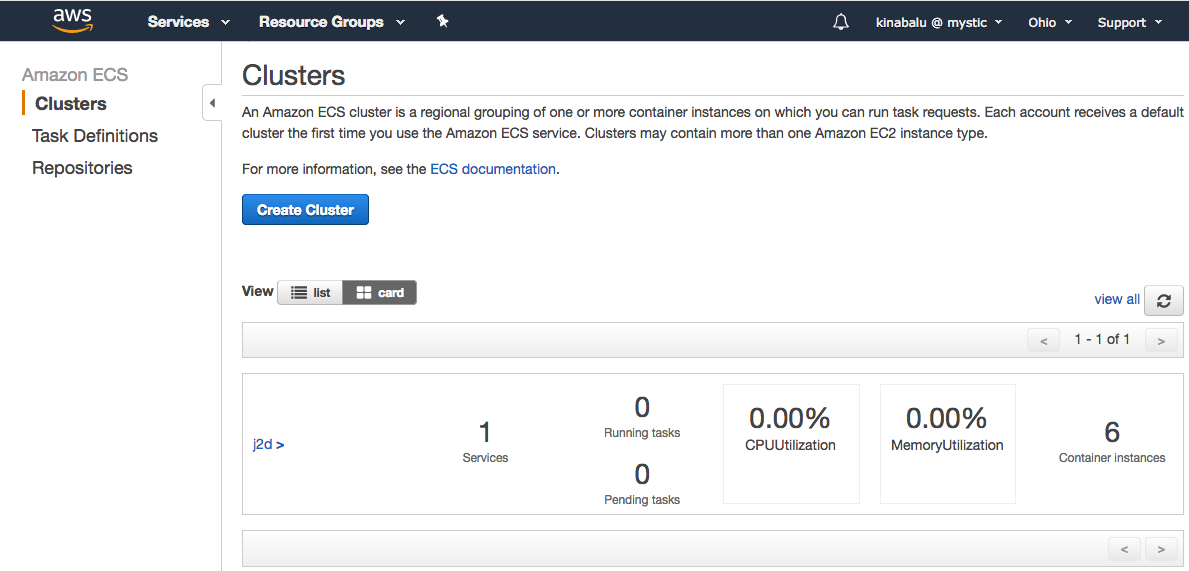 aws Services Resource Groups kinabalu @ mystic Ohio Support
Amazon ECS
Clusters
Task Definitions
Repositories
Clusters
An Amazon ECS cluster is a regional grouping of one or more container instances on which you can run task requests. Each account receives a default
cluster the first time you use the Amazon ECS service. Clusters may contain more than one Amazon EC2 instance type.
For more information, see the ECS documentation.
Create Cluster
View list card
view all
< 1 - 1 of 1 >
j2d >
1
Services
0
Running tasks
0
Pending tasks
0.00%
CPUUtilization
0.00%
MemoryUtilization
6
Container instances
< >